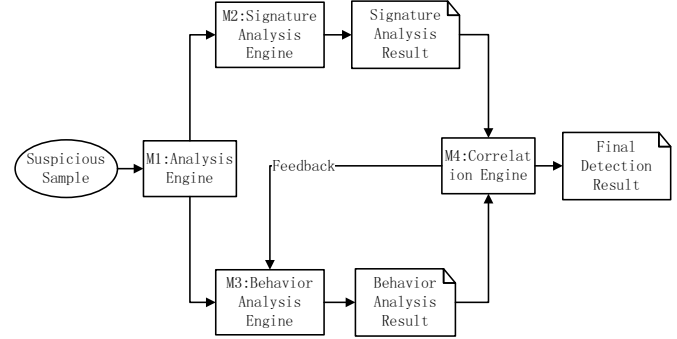 M2:Signature
Analysis
Engine
Signature
Analysis
Result
Suspicious
Sample
M1:Analysis
Engine
Feedback
M4:Correlat
ion Engine
Final
Detection
Result
M3:Behavior
Analysis
Engine
Behavior
Analysis
Result